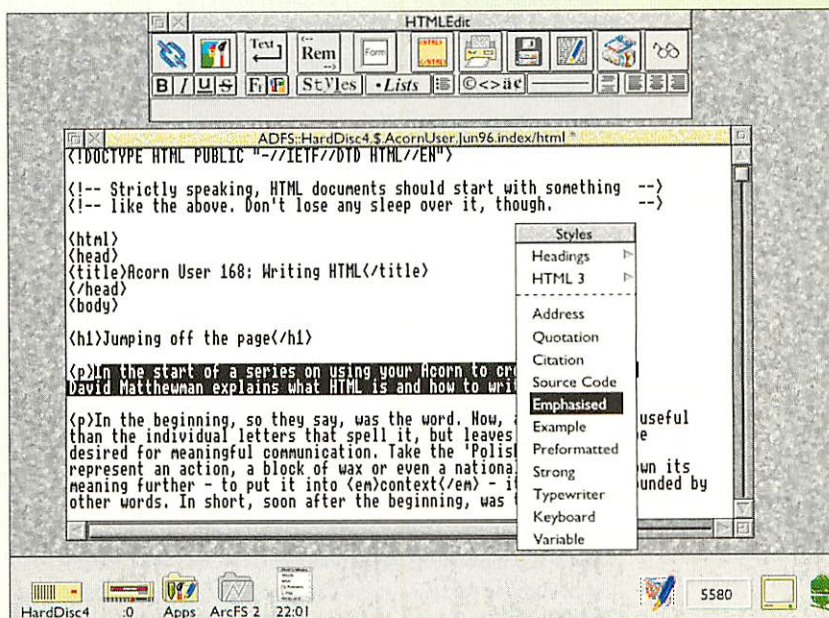 HTMLEdit
Text
<--
Rem
-->
Form
<HTML>
</HTML>
B I U S Ff Styles • Lists ©<>äé
ADFS::HardDisc4.$.AcornUser.Jun96.index/html *
<!DOCTYPE HTML PUBLIC "-//IETF//DTD HTML//EN">
<!-- Strictly speaking, HTML documents should start with something -->
<!-- like the above. Don't lose any sleep over it, though. -->
<html>
<head>
<title>Acorn User 168: Writing HTML</title>
</head>
<body>
<h1>Jumping off the page</h1>
<p>In the start of a series on using your Acorn to
David Matthewman explains what HTML is and how to
<p>In the beginning, so they say, was the word. Now, useful
than the individual letters that spell it, but leaves
desired for meaningful communication. Take the
represent an action, a block of wax or even a its
meaning further - to put it into <em>context</em> -
other words. In short, soon after the beginning, was
Styles
Headings
HTML 3
Address
Quotation
Citation
Source Code
Emphasised
Example
Preformatted
Strong
Typewriter
Keyboard
Variable
HardDisc4 :0 Apps ArcFS 2 22:01
5580